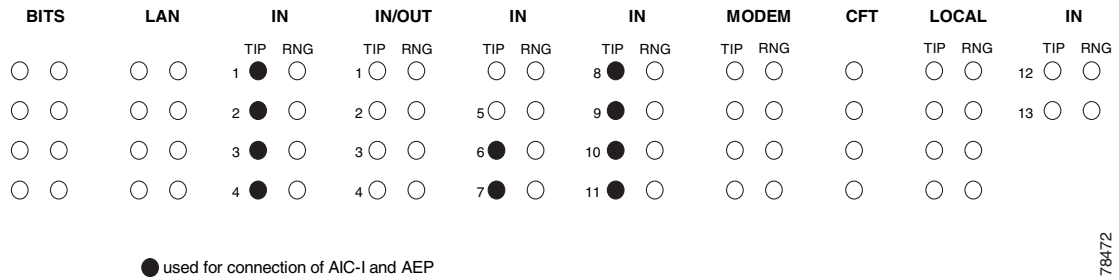 BITS LAN IN IN/OUT IN IN MODEM CFT LOCAL IN
TIP RNG TIP RNG TIP RNG TIP RNG TIP RNG TIP RNG TIP RNG
1 1 8 12
2 2 5 9 13
3 3 6 10
4 4 7 11
used for connection of AIC-I and AEP
78472